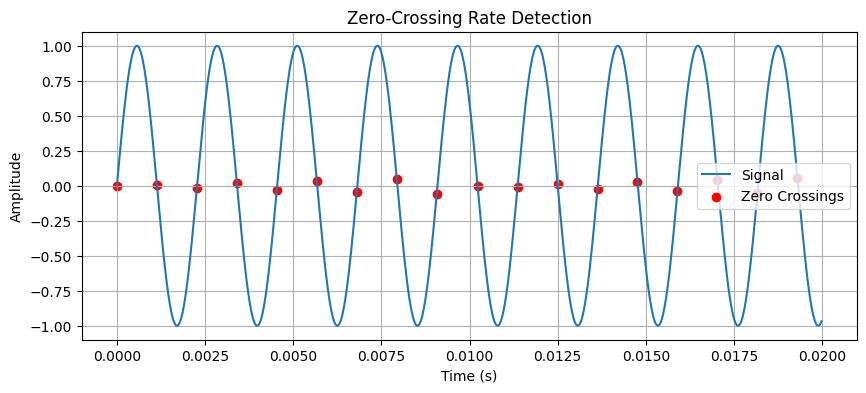 Zero-Crossing Rate Detection
1.00
0.75
0.50
0.25
0.00
−0.25
−0.50
−0.75
−1.00
Amplitude
Signal
Zero Crossings
0.0000 0.0025 0.0050 0.0075 0.0100 0.0125 0.0150 0.0175 0.0200
Time (s)